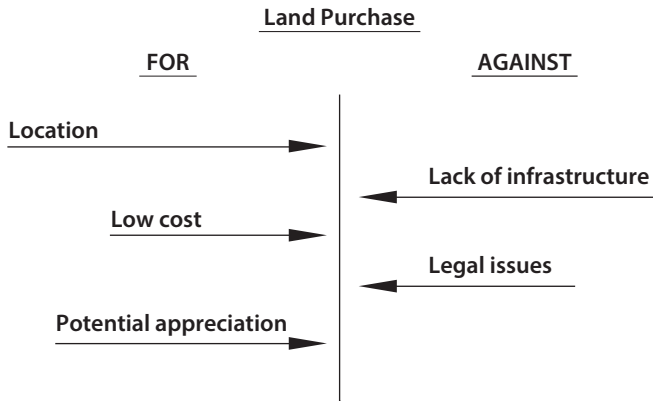 Land Purchase
FOR
AGAINST
Location
Lack of infrastructure
Low cost
Legal issues
Potential appreciation